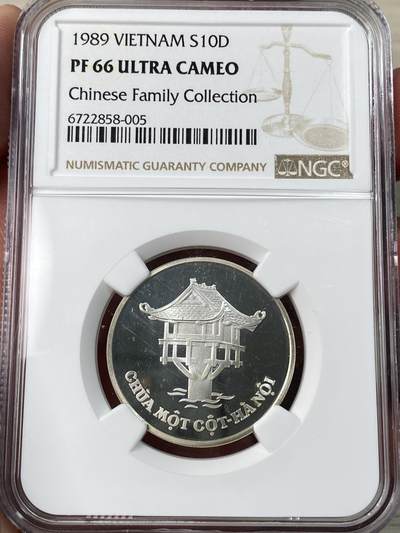 1989 VIETNAM S10D
PF 66 ULTRA CAMEO
Chinese Family Collection
6722858-005
NUMISMATIC GUARANTY COMPANY
NGC®
CHÙA MỘT CỘT-HÀ NỘI